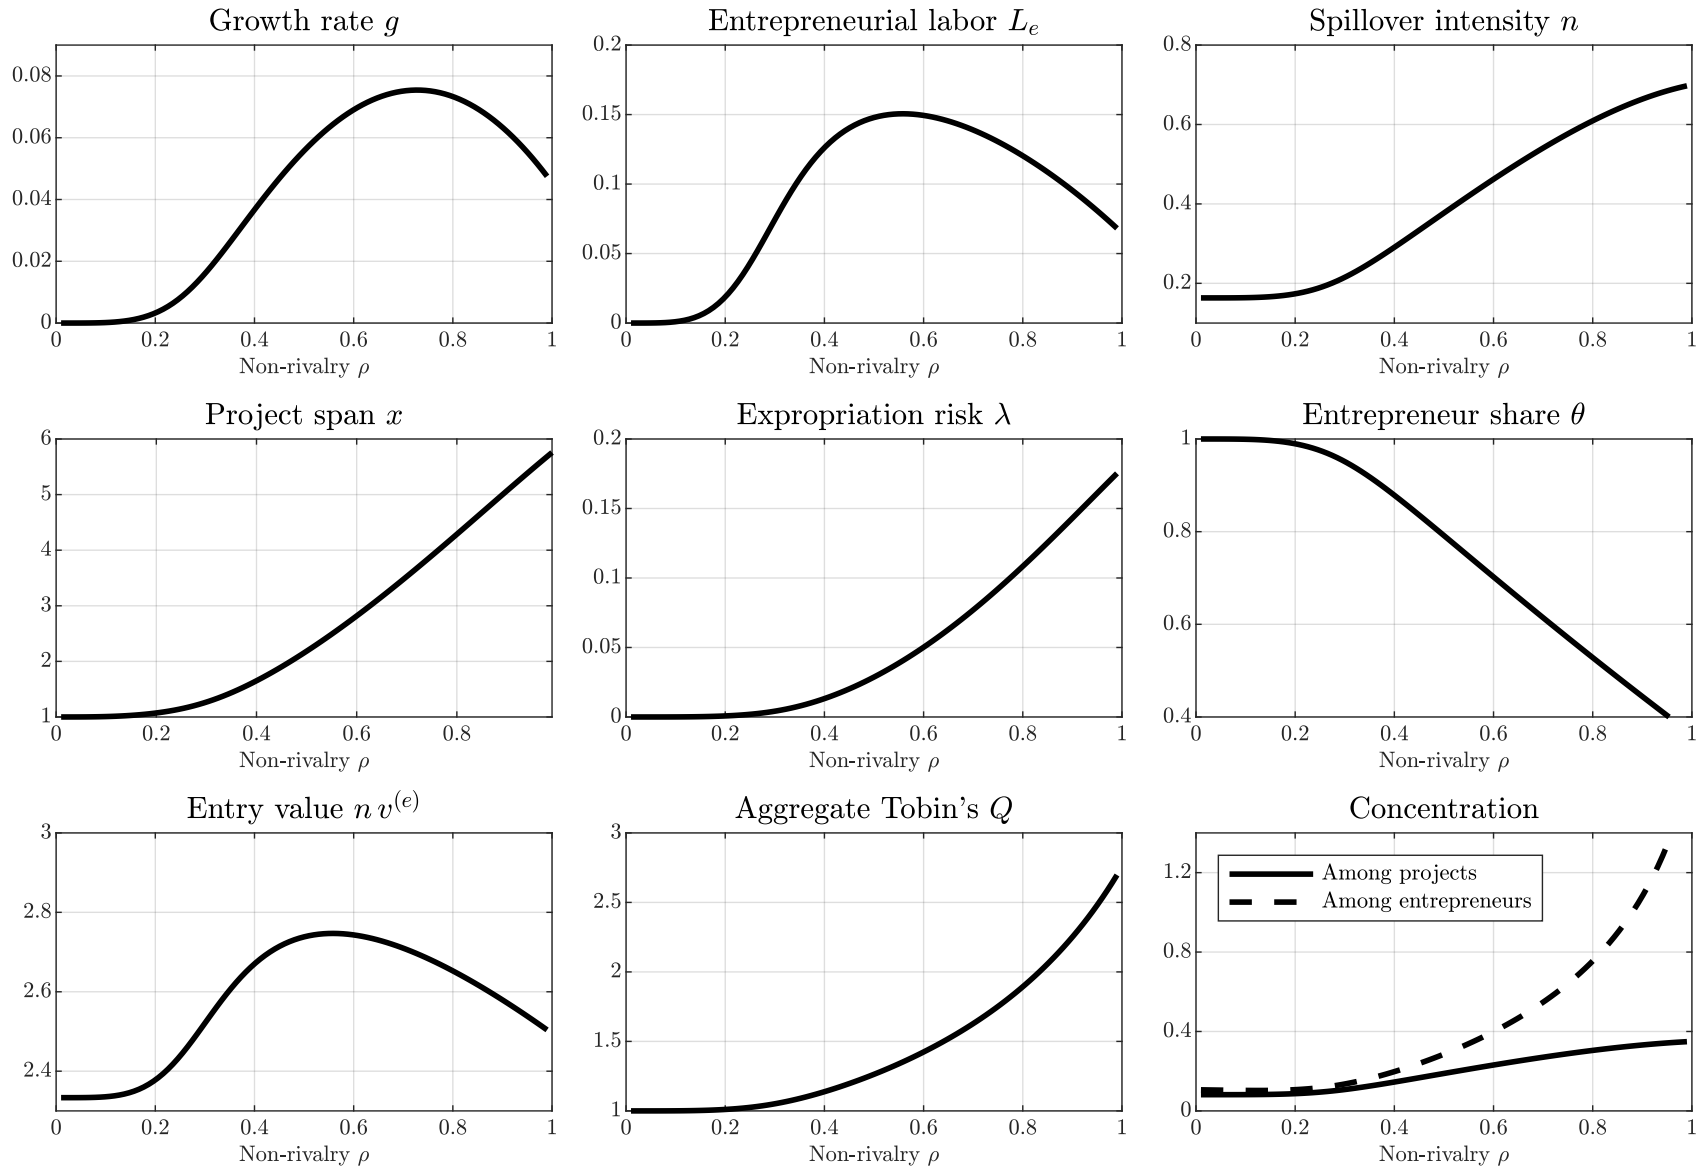 Growth rate g
0.08
0.06
0.04
0.02
0
0 0.2 0.4 0.6 0.8 1
Non-rivalry ρ
Entrepreneurial labor Lₑ
0.2
0.15
0.1
0.05
0
0 0.2 0.4 0.6 0.8 1
Non-rivalry ρ
Spillover intensity n
0.8
0.6
0.4
0.2
0 0.2 0.4 0.6 0.8 1
Non-rivalry ρ
Project span x
6
5
4
3
2
1
0 0.2 0.4 0.6 0.8
Non-rivalry ρ
Expropriation risk λ
0.2
0.15
0.1
0.05
0
0 0.2 0.4 0.6 0.8 1
Non-rivalry ρ
Entrepreneur share θ
1
0.8
0.6
0.4
0 0.2 0.4 0.6 0.8 1
Non-rivalry ρ
Entry value n v⁽ᵉ⁾
3
2.8
2.6
2.4
0 0.2 0.4 0.6 0.8 1
Non-rivalry ρ
Aggregate Tobin's Q
3
2.5
2
1.5
1
0 0.2 0.4 0.6 0.8 1
Non-rivalry ρ
Concentration
1.2
0.8
0.4
0
Among projects
Among entrepreneurs
0 0.2 0.4 0.6 0.8 1
Non-rivalry ρ